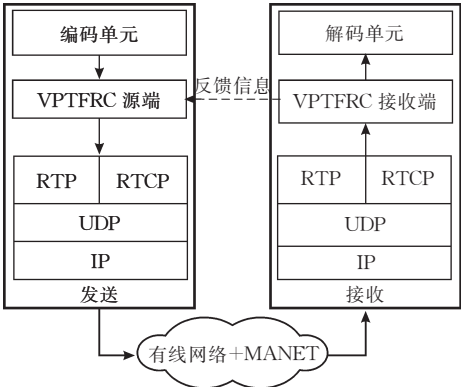 编码单元
VPTFRC 源端
RTP RTCP
UDP
IP
发送
反馈信息
解码单元
VPTFRC 接收端
RTP RTCP
UDP
IP
接收
有线网络+MANET